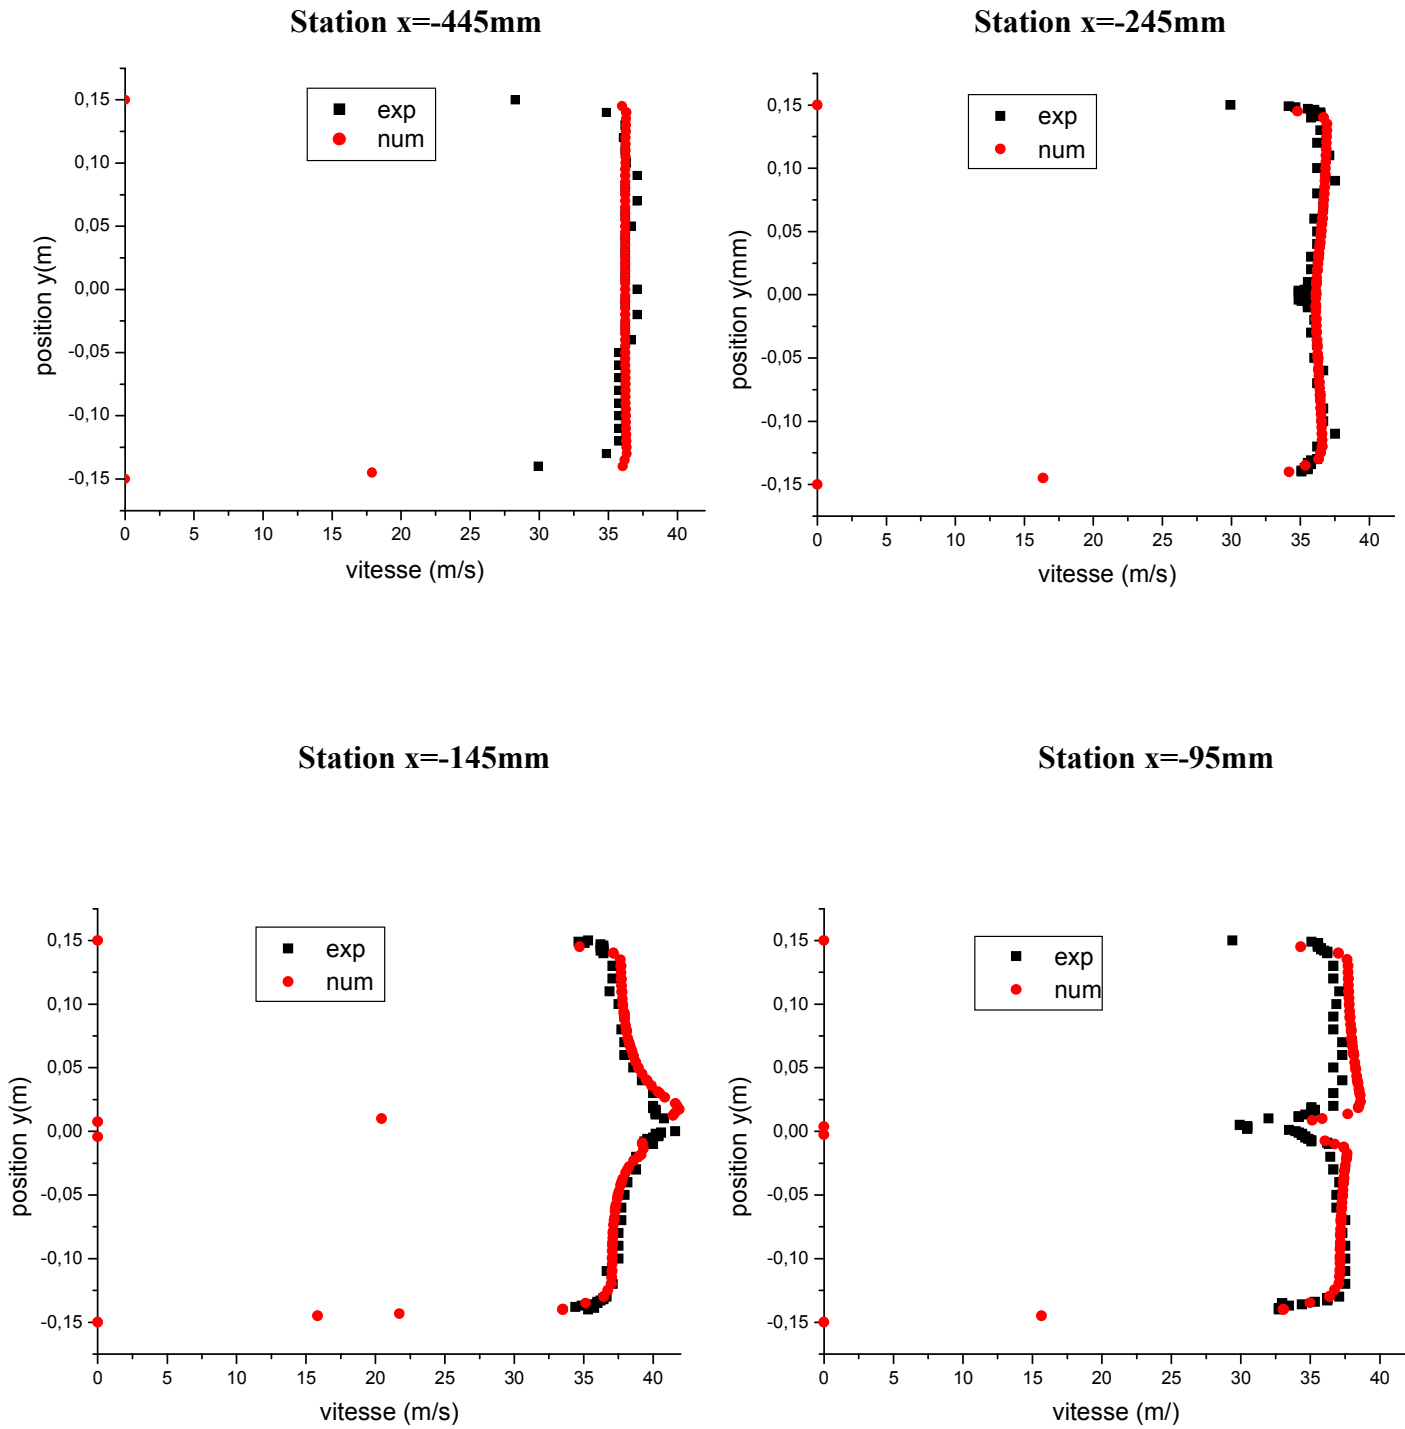 Station x=-445mm
Station x=-245mm
exp
num
0,15
0,10
0,05
0,00
-0,05
-0,10
-0,15
position y(m)
0 5 10 15 20 25 30 35 40
vitesse (m/s)
exp
num
0,15
0,10
0,05
0,00
-0,05
-0,10
-0,15
position y(mm)
0 5 10 15 20 25 30 35 40
vitesse (m/s)
Station x=-145mm
Station x=-95mm
exp
num
0,15
0,10
0,05
0,00
-0,05
-0,10
-0,15
position y(m)
0 5 10 15 20 25 30 35 40
vitesse (m/s)
exp
num
0,15
0,10
0,05
0,00
-0,05
-0,10
-0,15
position y(m)
0 5 10 15 20 25 30 35 40
vitesse (m/)